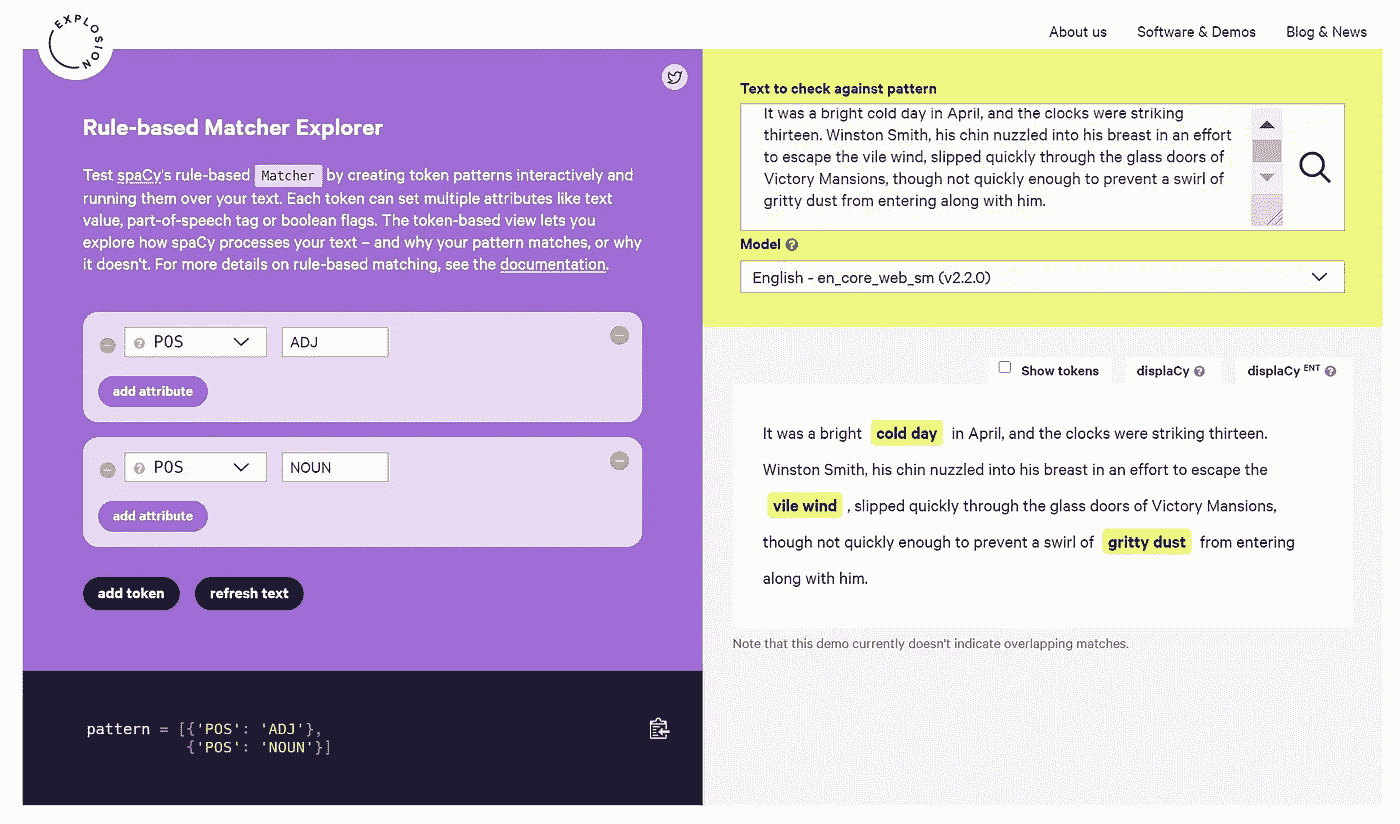 EXPLOSION
About us Software & Demos Blog & News
Rule-based Matcher Explorer
Test spaCy's rule-based Matcher by creating token patterns interactively and
running them over your text. Each token can set multiple attributes like text
value, part-of-speech tag or boolean flags. The token-based view lets you
explore how spaCy processes your text – and why your pattern matches, or why
it doesn't. For more details on rule-based matching, see the documentation.
? POS ADJ
add attribute
? POS NOUN
add attribute
add token refresh text
pattern = [{'POS': 'ADJ'},
{'POS': 'NOUN'}]
Text to check against pattern
It was a bright cold day in April, and the clocks were striking
thirteen. Winston Smith, his chin nuzzled into his breast in an effort
to escape the vile wind, slipped quickly through the glass doors of
Victory Mansions, though not quickly enough to prevent a swirl of
gritty dust from entering along with him.
Model ?
English - en_core_web_sm (v2.2.0)
Show tokens displaCy ? displaCy ENT ?
It was a bright cold day in April, and the clocks were striking thirteen.
Winston Smith, his chin nuzzled into his breast in an effort to escape the
vile wind , slipped quickly through the glass doors of Victory Mansions,
though not quickly enough to prevent a swirl of gritty dust from entering
along with him.
Note that this demo currently doesn't indicate overlapping matches.